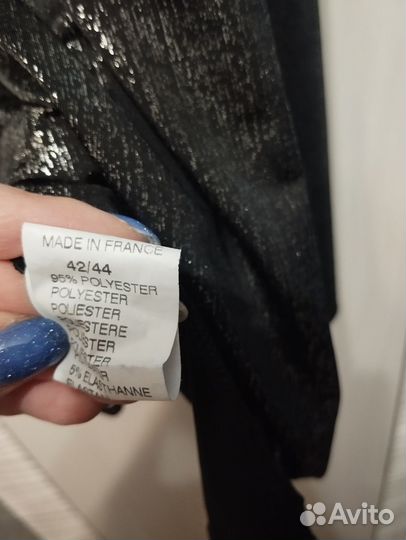 MADE IN FRANCE
42/44
95% POLYESTER
POLYESTER
POLIESTER
POLIESTERE
5% ELASTHANNE
Avito